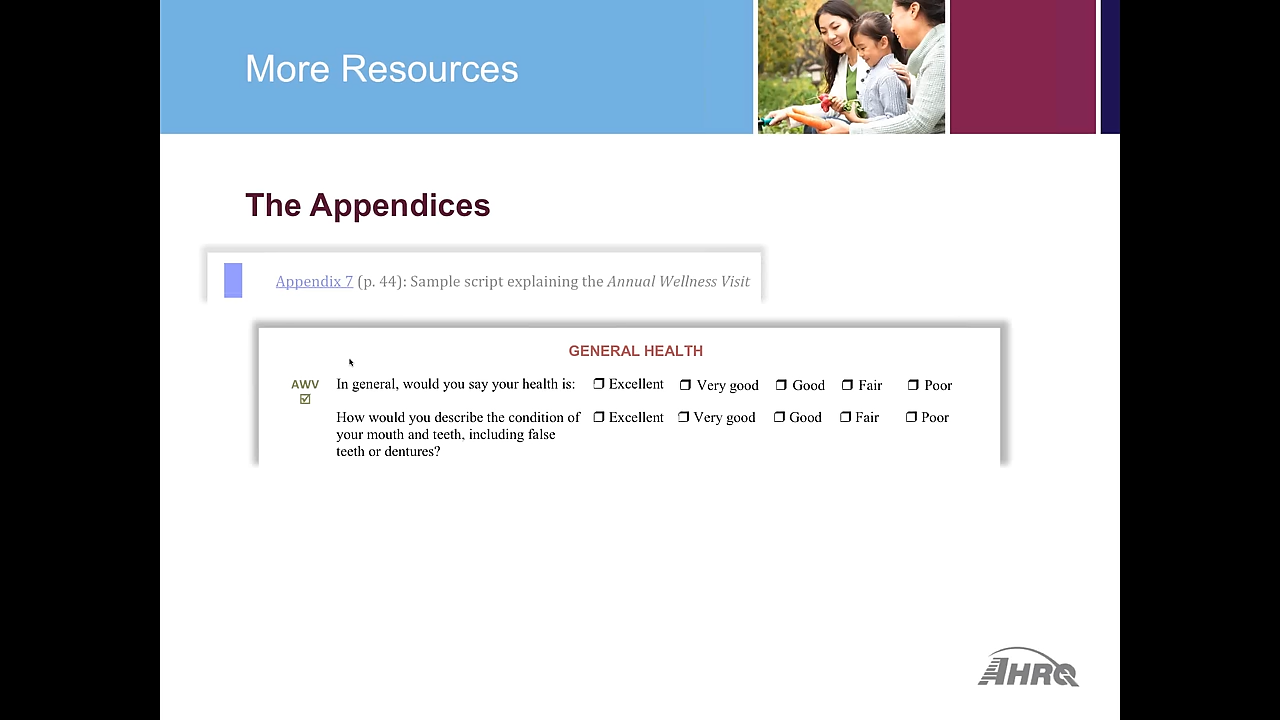 More Resources
The Appendices
Appendix 7 (p. 44): Sample script explaining the Annual Wellness Visit
GENERAL HEALTH
AWV In general, would you say your health is: ❒ Excellent ❒ Very good ❒ Good ❒ Fair ❒ Poor
☑
How would you describe the condition of ❒ Excellent ❒ Very good ❒ Good ❒ Fair ❒ Poor
your mouth and teeth, including false
teeth or dentures?
AHRQ